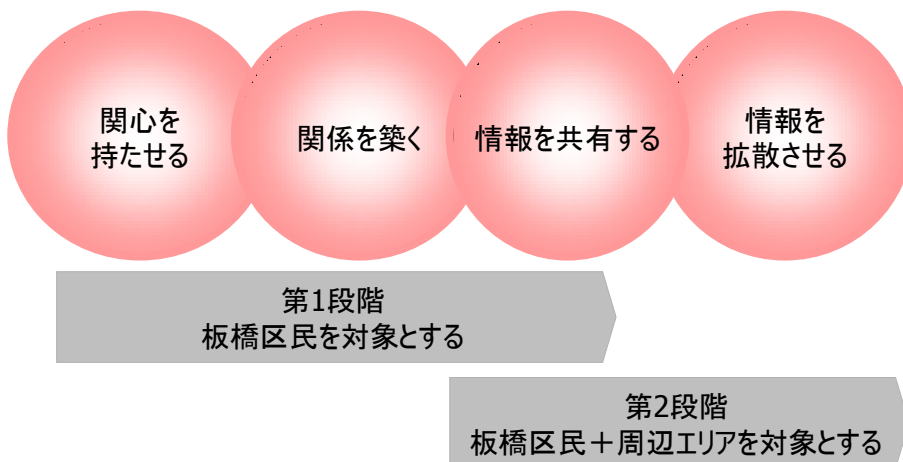 関心を
持たせる
関係を築く
情報を共有する
情報を
拡散させる
第1段階
板橋区民を対象とする
第2段階
板橋区民＋周辺エリアを対象とする